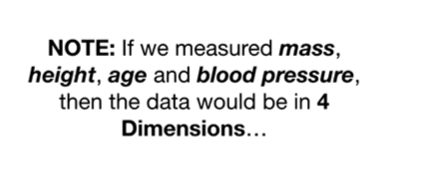 NOTE: If we measured mass,
height, age and blood pressure,
then the data would be in 4
Dimensions…